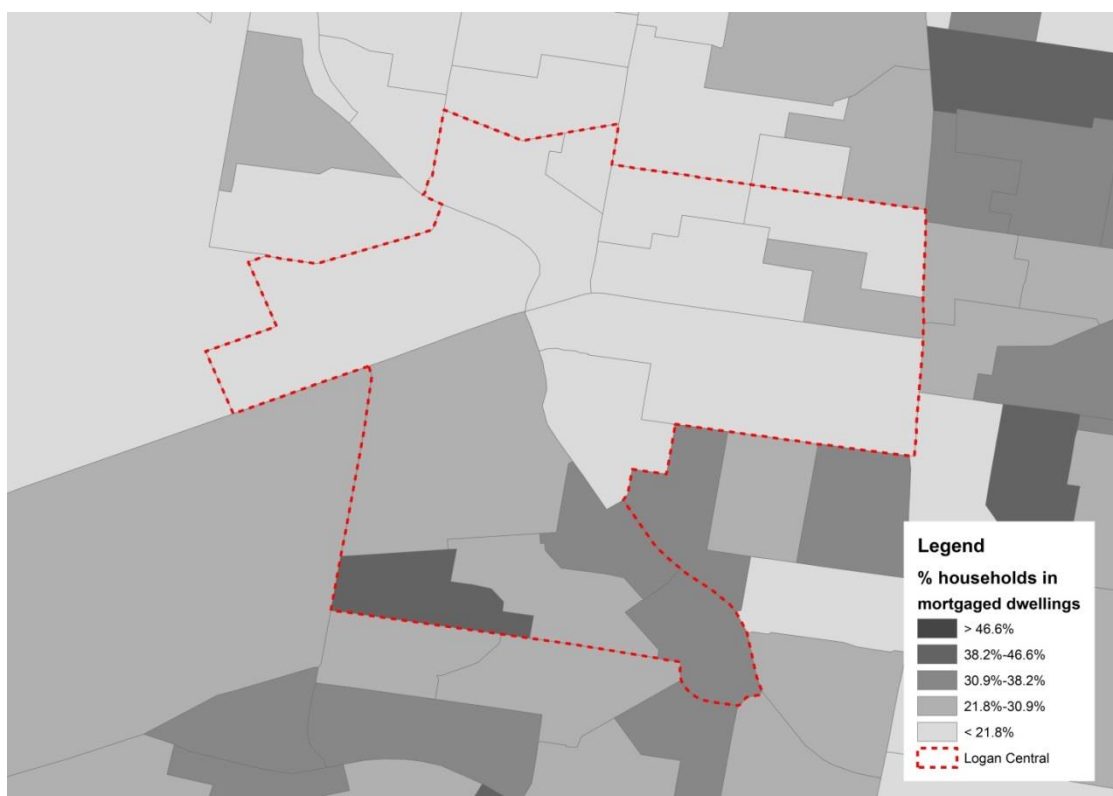 Legend
% households in
mortgaged dwellings
> 46.6%
38.2%-46.6%
30.9%-38.2%
21.8%-30.9%
< 21.8%
Logan Central